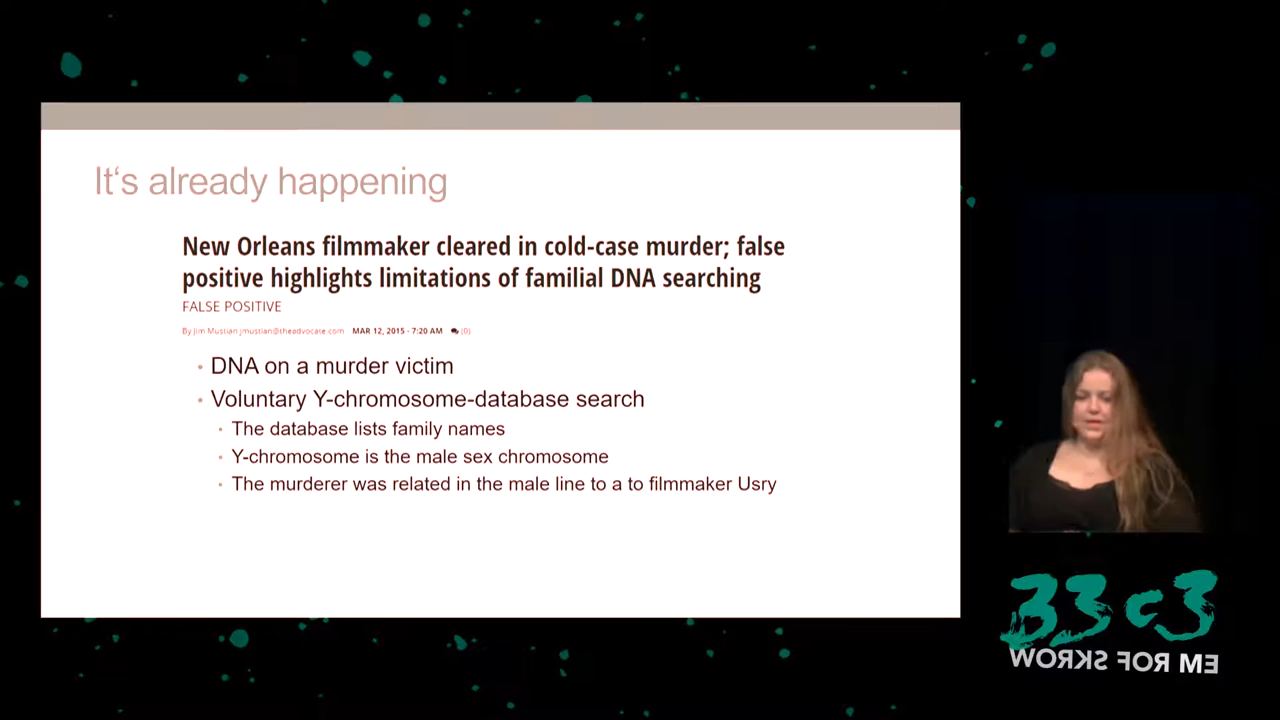 It‘s already happening
New Orleans filmmaker cleared in cold-case murder; false
positive highlights limitations of familial DNA searching
FALSE POSITIVE
By Jim Mustian jmustian@theadvocate.com MAR 12, 2015 - 7:20 AM (0)
• DNA on a murder victim
• Voluntary Y-chromosome-database search
• The database lists family names
• Y-chromosome is the male sex chromosome
• The murderer was related in the male line to a to filmmaker Usry
33c3
WORKS FOR ME